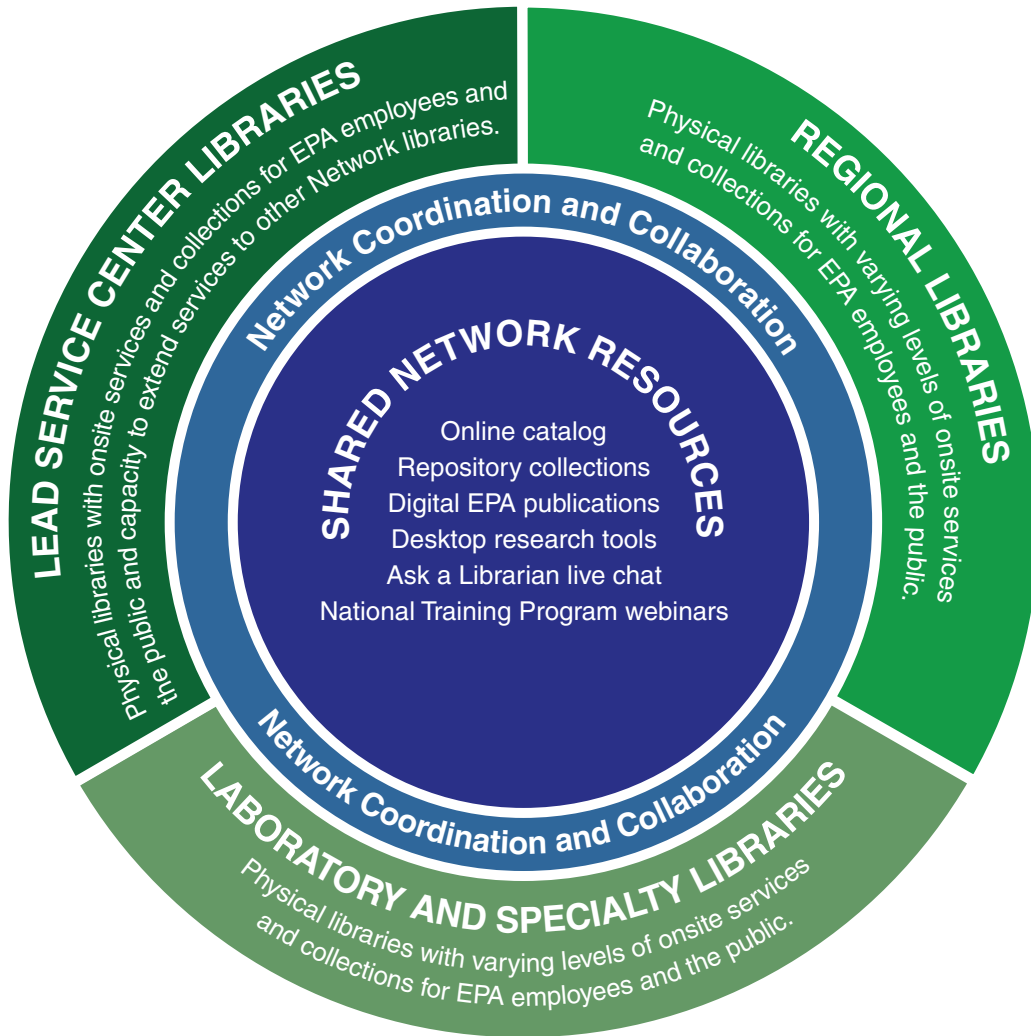 LEAD SERVICE CENTER LIBRARIES
Physical libraries with onsite services and collections for EPA employees and
the public and capacity to extend services to other Network libraries.
REGIONAL LIBRARIES
Physical libraries with varying levels of onsite services
and collections for EPA employees and the public.
Network Coordination and Collaboration
SHARED NETWORK RESOURCES
Online catalog
Repository collections
Digital EPA publications
Desktop research tools
Ask a Librarian live chat
National Training Program webinars
Network Coordination and Collaboration
LABORATORY AND SPECIALTY LIBRARIES
Physical libraries with varying levels of onsite services
and collections for EPA employees and the public.